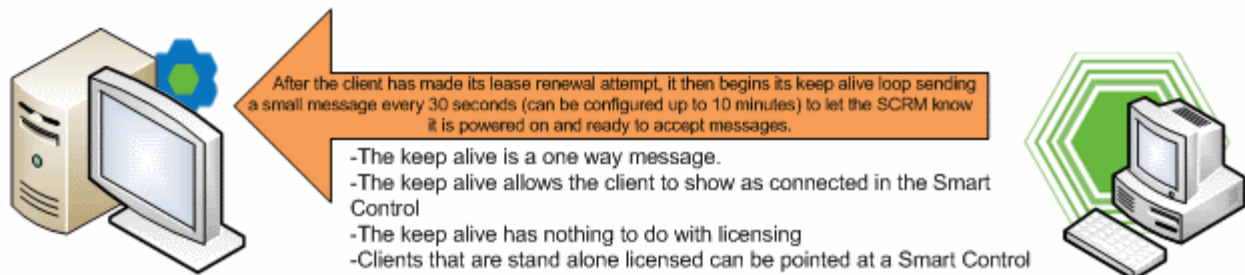 After the client has made its lease renewal attempt, it then begins its keep alive loop sending
a small message every 30 seconds (can be configured up to 10 minutes) to let the SCRM know
it is powered on and ready to accept messages.
-The keep alive is a one way message.
-The keep alive allows the client to show as connected in the Smart
Control
-The keep alive has nothing to do with licensing
-Clients that are stand alone licensed can be pointed at a Smart Control